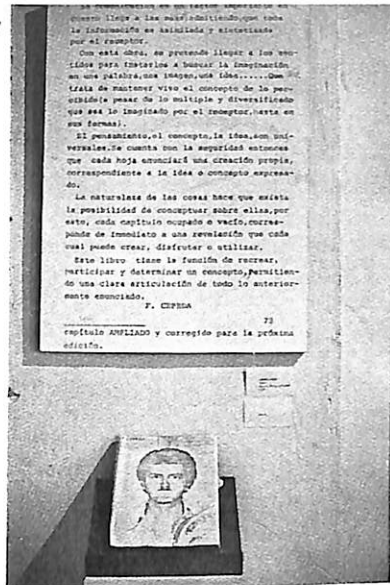 cuento llega a las masas, admitiendo, que toda
la información es asimilada y sintetizada
por el receptor.
Con esta obra, se pretende llegar a los sen-
tidos para instarlos a buscar la imaginación
en una palabra, una imagen, una idea......Que
trata de mantener vivo el concepto de lo per-
cibido(a pesar de lo multiple y diversificado
que sea lo imaginado por el receptor, hasta en
sus formas).
El pensamiento, el concepto, la idea, son uni-
versales. Se cuenta con la seguridad entonces
que cada hoja enunciará una creación propia,
correspondiente a la idea o concepto expresa-
do.
La naturaleza de las cosas hace que exista
la posibilidad de conceptuar sobre ellas, por
esto, cada capítulo ocupado o vacío, corres-
ponde de inmediato a una revelación que cada
cual puede crear, disfrutar o utilizar.
Este libro tiene la función de recrear,
participar y determinar un concepto, permitien-
do una clara articulación de todo lo anterior-
mente enunciado.
F. CEPEDA
73
capítulo AMPLIADO y corregido para la próxima
edición.